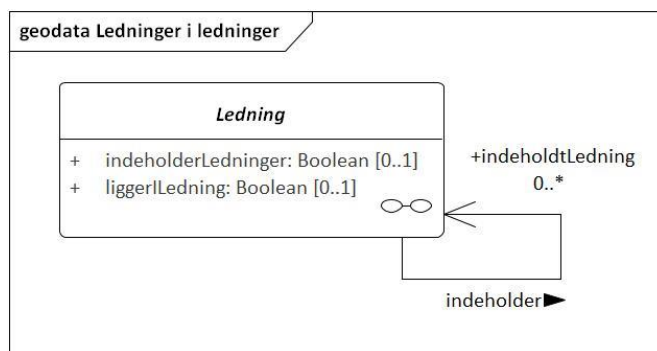 geodata Ledninger i ledninger
Ledning
+ indeholderLedninger: Boolean [0..1]
+ liggerILedning: Boolean [0..1]
+indeholdtLedning
0..*
indeholder